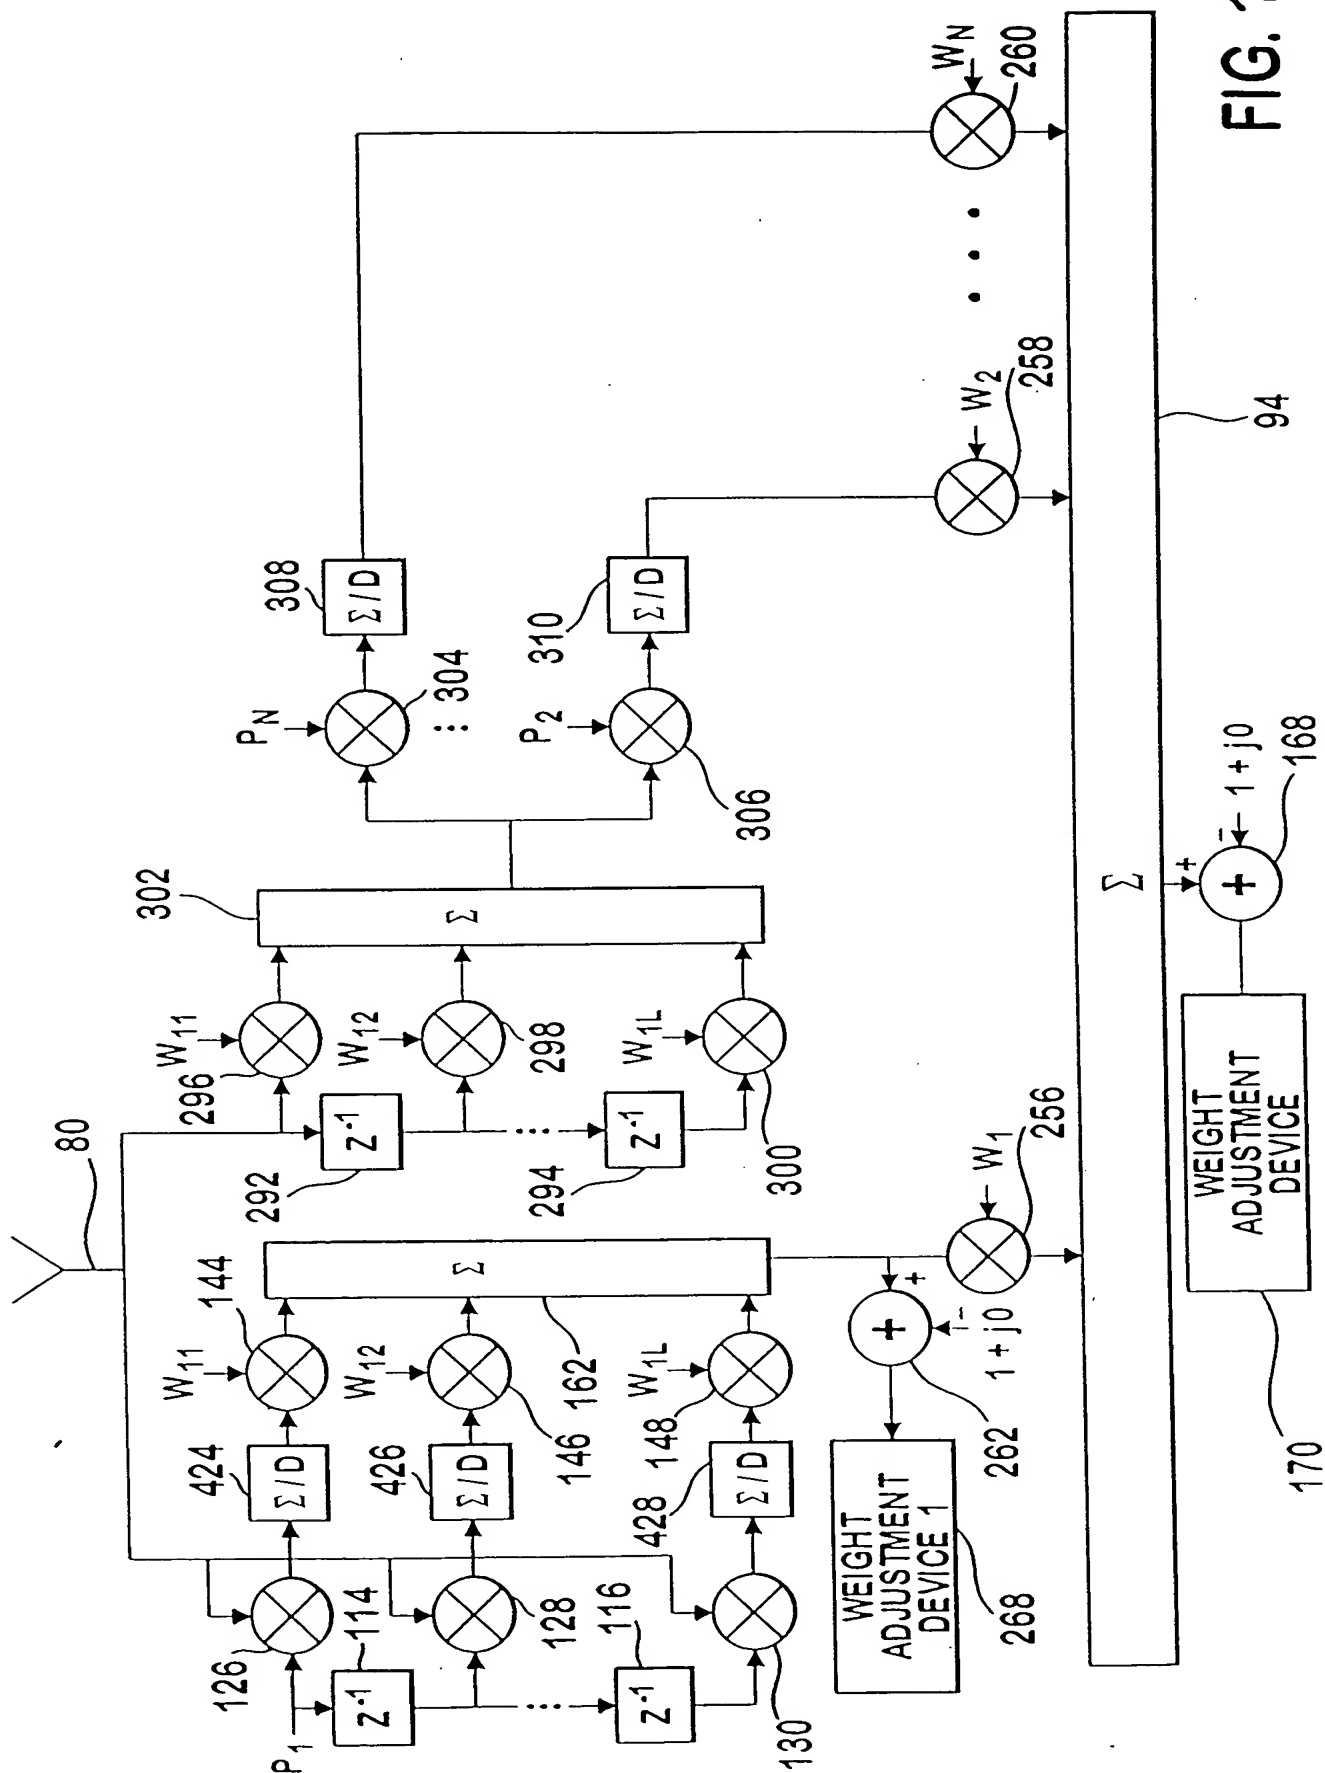 80
P1
126
114
128
116
130
Z-1
Z-1
424
426
428
Σ/D
Σ/D
Σ/D
W11
144
W12
146
W1L
148
Σ
162
292
Z-1
294
Z-1
W11
296
W12
298
W1L
300
302
Σ
PN
304
⋮
P2
306
308
Σ/D
310
Σ/D
WEIGHT
ADJUSTMENT
DEVICE 1
268
262
+
+
−
1 + j0
W1
256
W2
258
• • •
WN
260
Σ
94
+
+
−
1 + j0
168
WEIGHT
ADJUSTMENT
DEVICE
170
FIG.